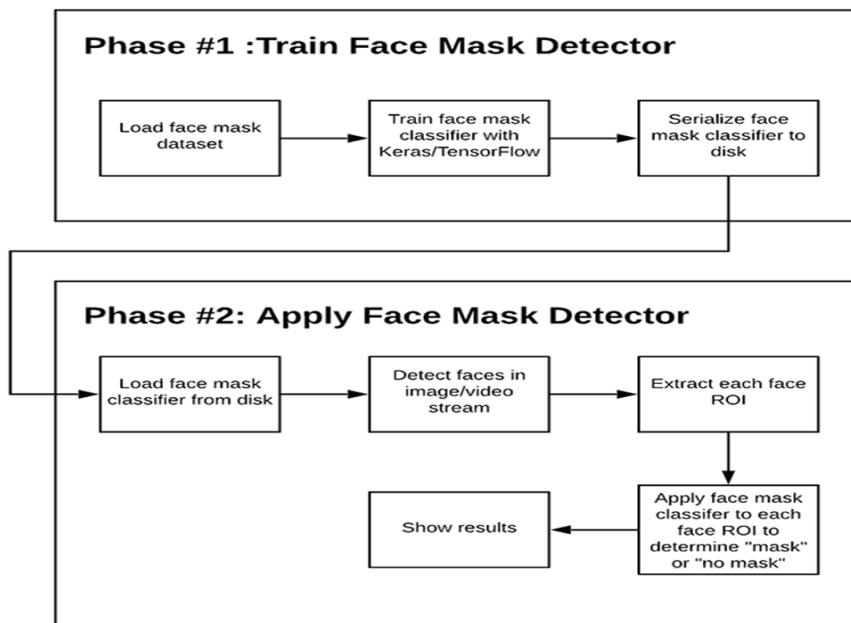 Phase #1 :Train Face Mask Detector
Load face mask
dataset
Train face mask
classifier with
Keras/TensorFlow
Serialize face
mask classifier to
disk
Phase #2: Apply Face Mask Detector
Load face mask
classifier from disk
Detect faces in
image/video
stream
Extract each face
ROI
Apply face mask
classifer to each
face ROI to
determine "mask"
or "no mask"
Show results